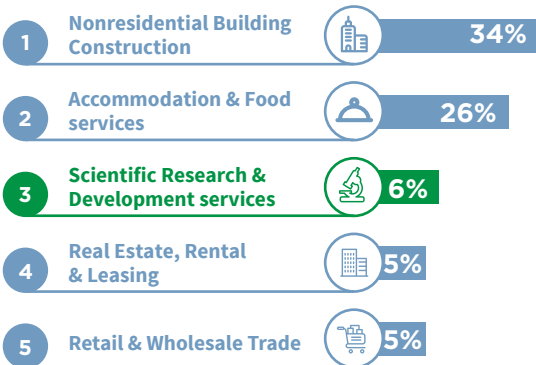 1
Nonresidential Building
Construction
34%
2
Accommodation & Food
services
26%
3
Scientific Research &
Development services
6%
4
Real Estate, Rental
& Leasing
5%
5
Retail & Wholesale Trade
5%